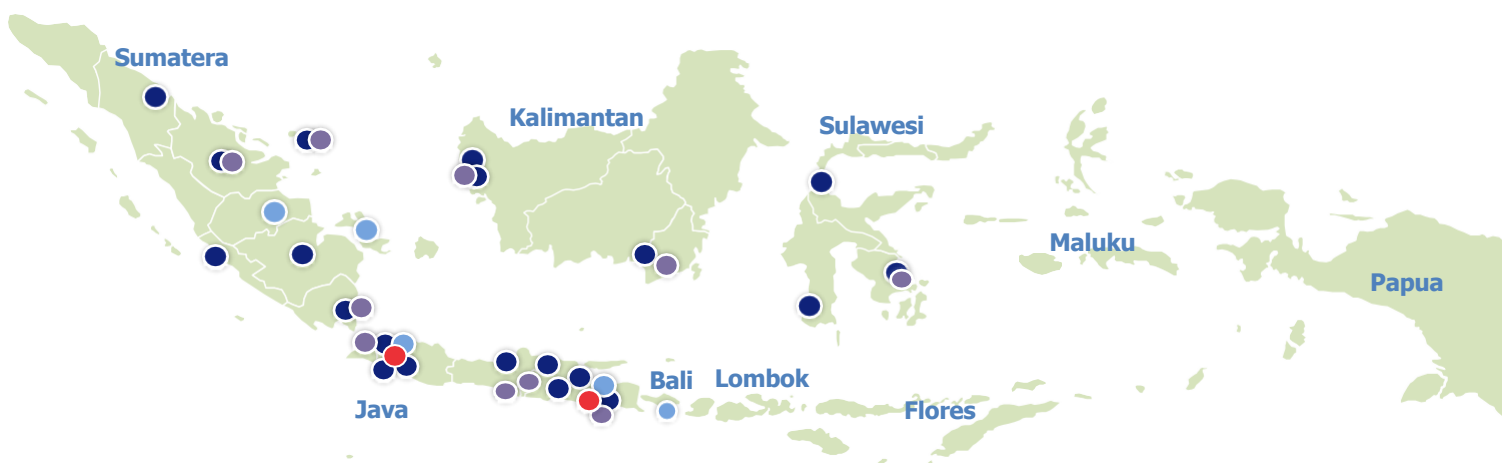 Sumatera
Kalimantan
Sulawesi
Maluku
Papua
Java
Bali
Lombok
Flores